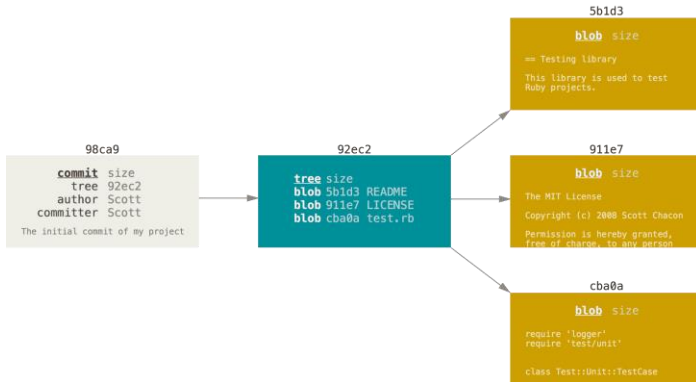 98ca9
commit size
tree 92ec2
author Scott
committer Scott
The initial commit of my project
92ec2
tree size
blob 5b1d3 README
blob 911e7 LICENSE
blob cba0a test.rb
5b1d3
blob size
== Testing library
This library is used to test
Ruby projects.
911e7
blob size
The MIT License
Copyright (c) 2008 Scott Chacon
Permission is hereby granted,
free of charge, to any person
cba0a
blob size
require 'logger'
require 'test/unit'
class Test::Unit::TestCase